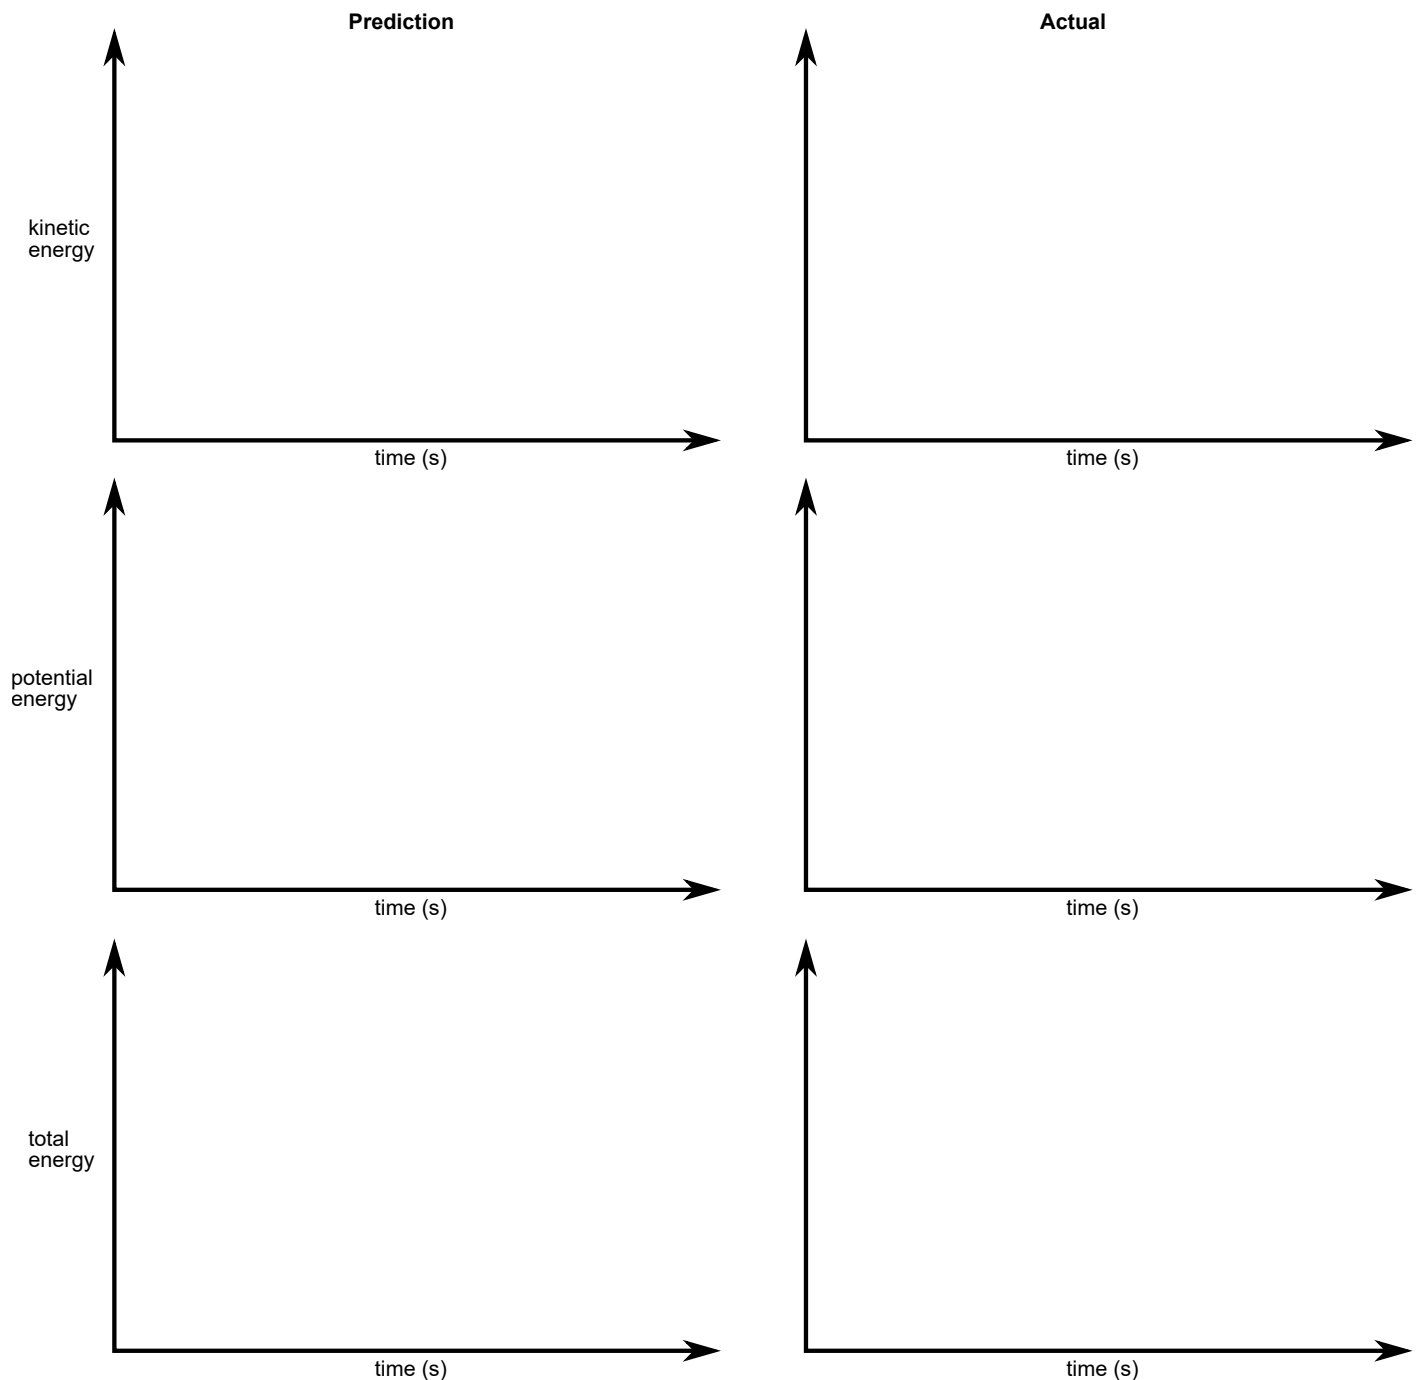 Prediction
Actual
kinetic
energy
time (s)
time (s)
potential
energy
time (s)
time (s)
total
energy
time (s)
time (s)